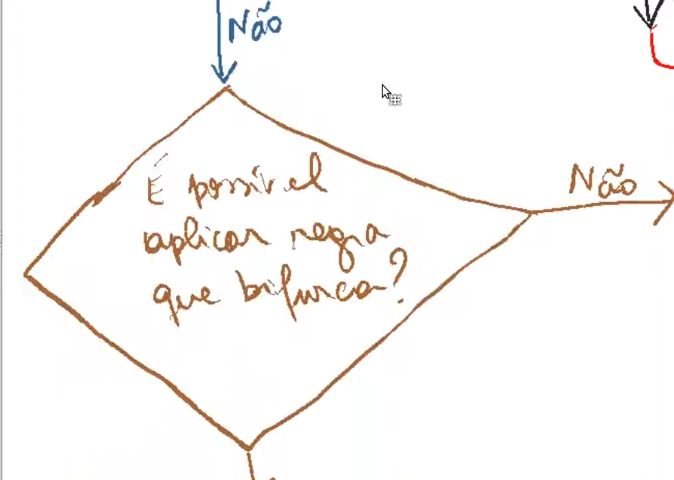 Não
É possível
Não
aplicar regra
que bifurca?